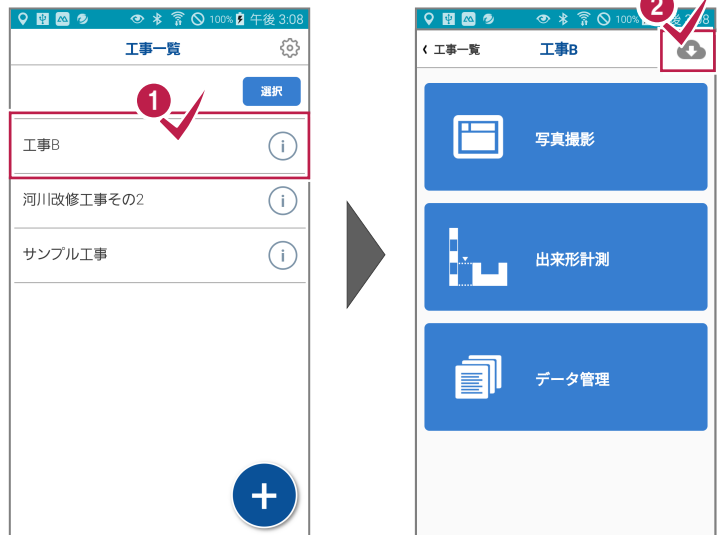 100% 午後 3:08
工事一覧
選択
1
工事B
i
河川改修工事その2
i
サンプル工事
i
+
2
100%
‹ 工事一覧 工事B
写真撮影
出来形計測
データ管理